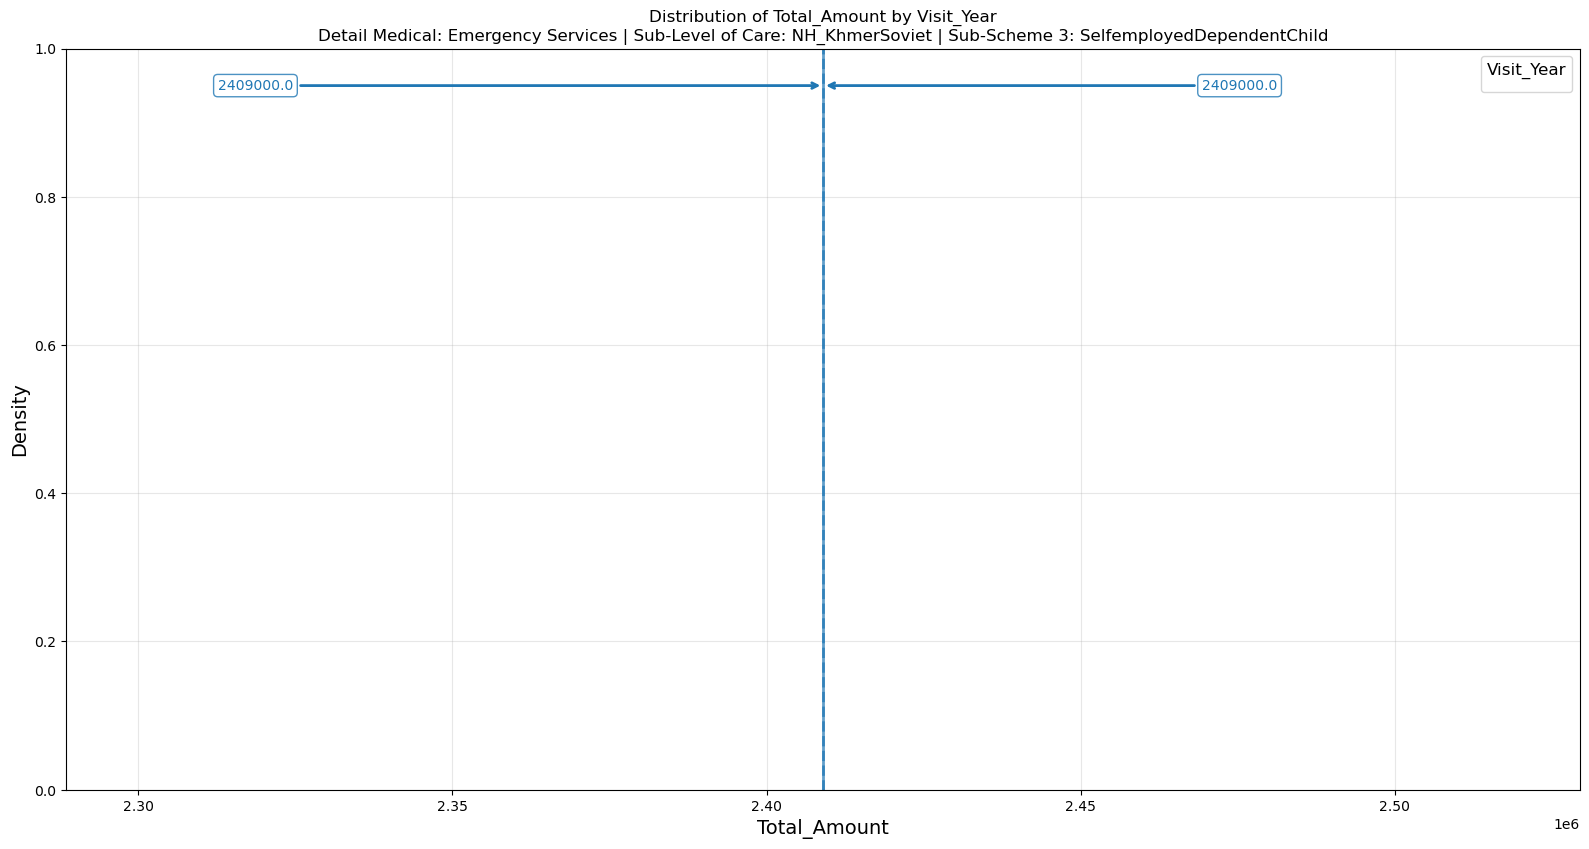 Distribution of Total_Amount by Visit_Year
Detail Medical: Emergency Services | Sub-Level of Care: NH_KhmerSoviet | Sub-Scheme 3: SelfemployedDependentChild
1.0
2409000.0
2409000.0
Visit_Year
0.8
0.6
0.4
0.2
0.0
Density
2.30
2.35
2.40
2.45
2.50
1e6
Total_Amount